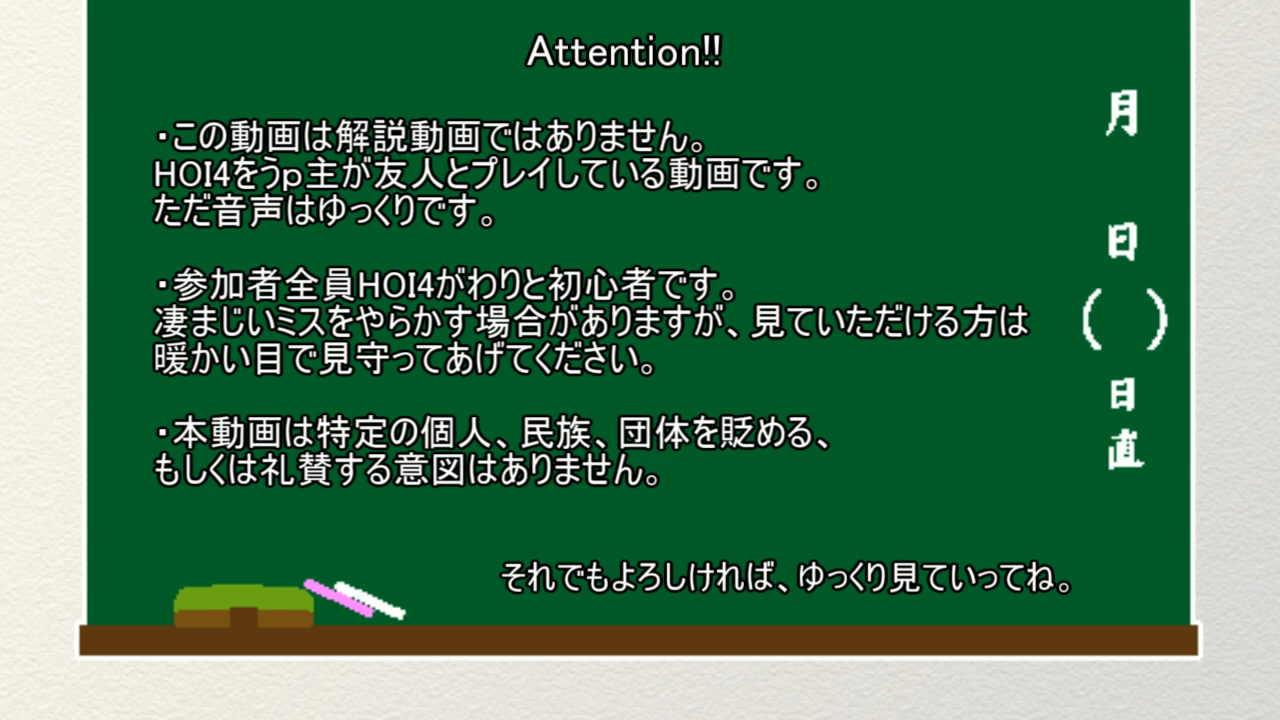 Attention!!
・この動画は解説動画ではありません。
HOI4をうp主が友人とプレイしている動画です。
ただ音声はゆっくりです。
・参加者全員HOI4がわりと初心者です。
凄まじいミスをやらかす場合がありますが、見ていただける方は
暖かい目で見守ってあげてください。
・本動画は特定の個人、民族、団体を貶める、
もしくは礼賛する意図はありません。
それでもよろしければ、ゆっくり見ていってね。
月
日
( )
日
直